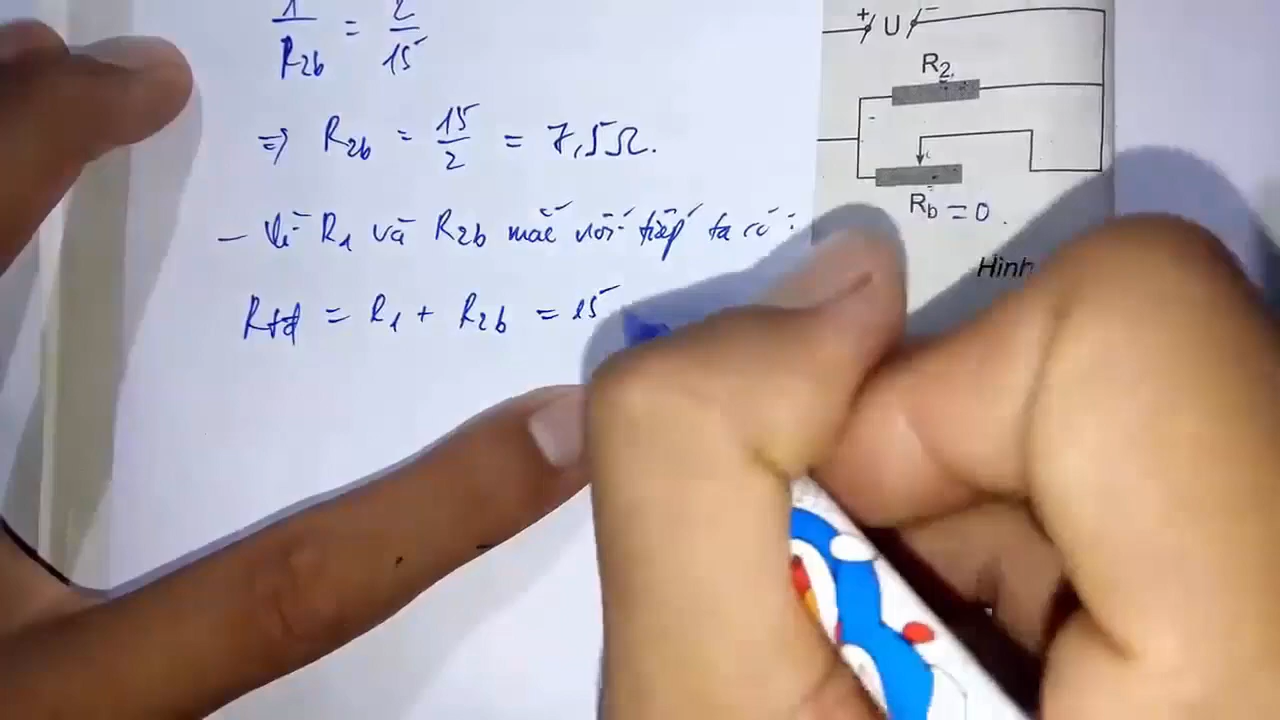 1/R2b = 2/15
⇒ R2b = 15/2 = 7,5Ω.
– Vì R1 và R2b mắc nối tiếp ta có :
Rtđ = R1 + R2b = 15
+ U −
R2
Rb = 0.
Hình